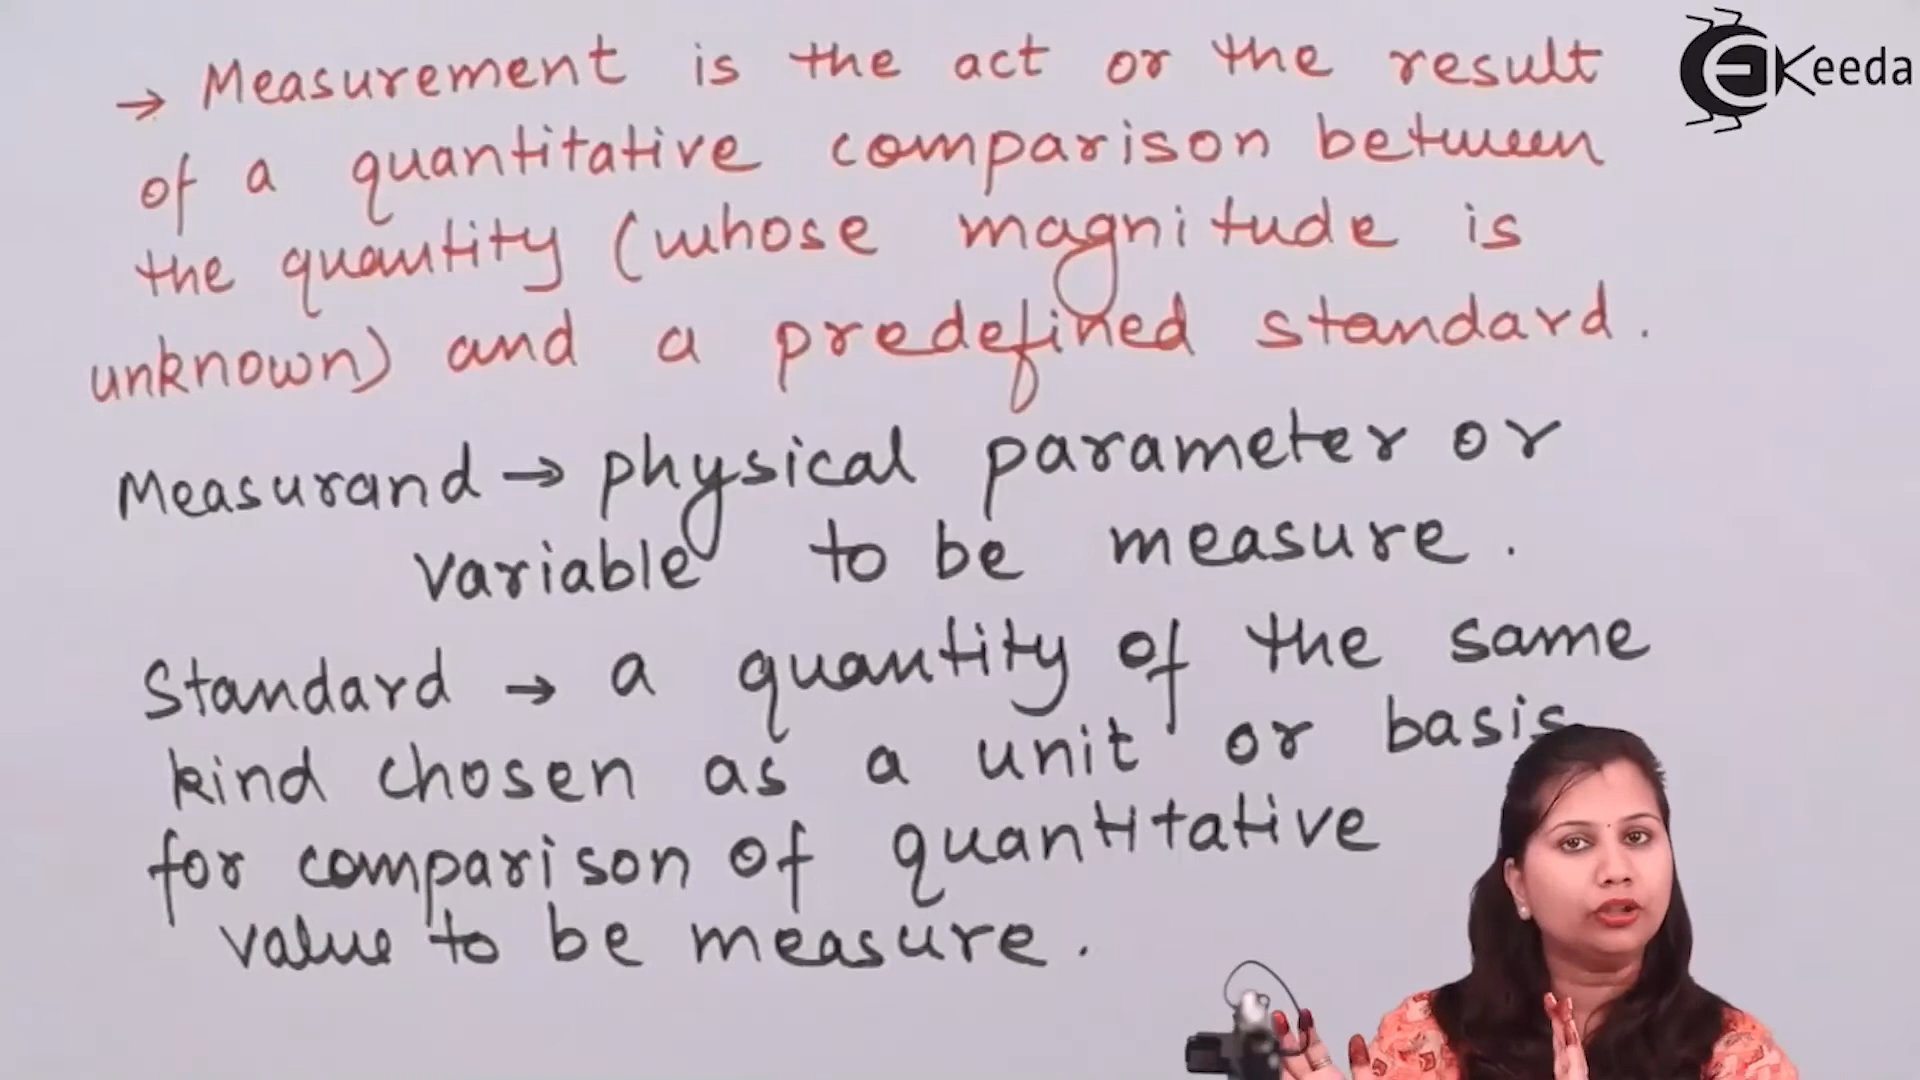 → Measurement is the act or the result
of a quantitative comparison between
the quantity (whose magnitude is
unknown) and a predefined standard.
Measurand → physical parameter or
variable to be measure.
Standard → a quantity of the same
kind chosen as a unit or basis
for comparison of quantitative
value to be measure.
EKeeda